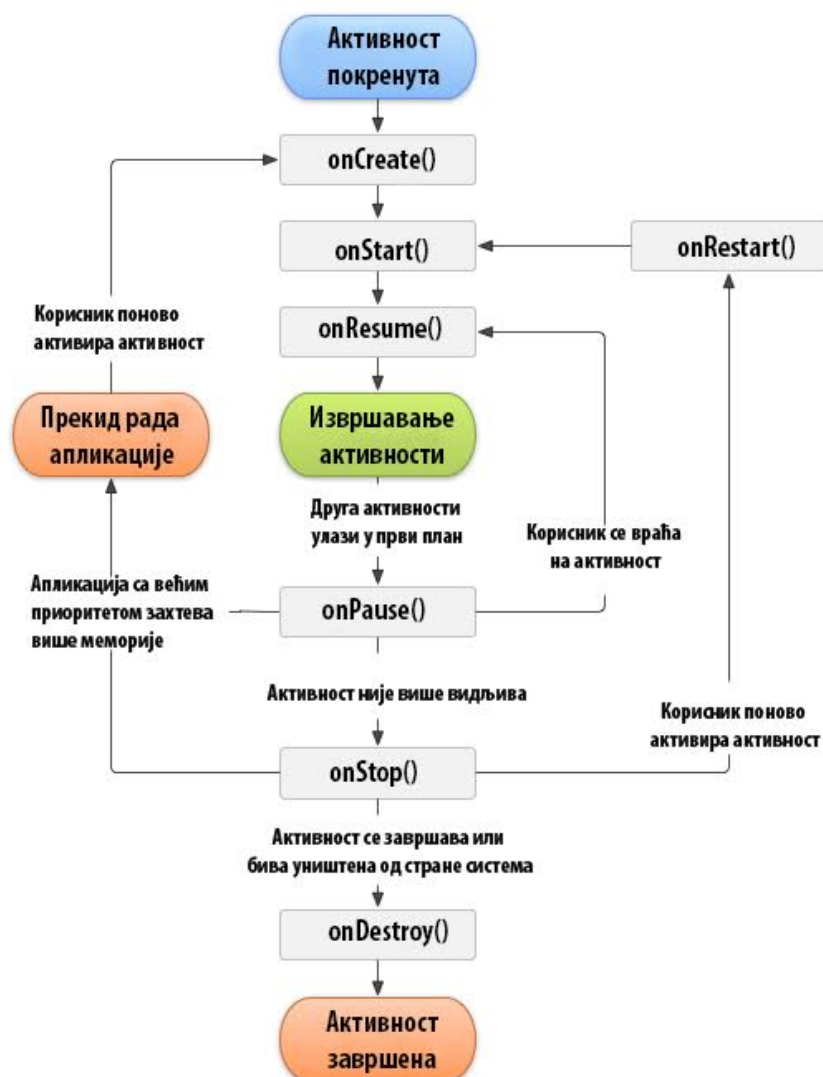 Активност
покренута
onCreate()
onStart()
onRestart()
onResume()
Корисник поново
активира активност
Прекид рада
апликације
Извршавање
активности
Друга активности
улази у први план
Корисник се враћа
на активност
Апликација са већим
приоритетом захтева
више меморије
onPause()
Активност није више видљива
Корисник поново
активира активност
onStop()
Активност се завршава или
бива уништена од стране система
onDestroy()
Активност
завршена